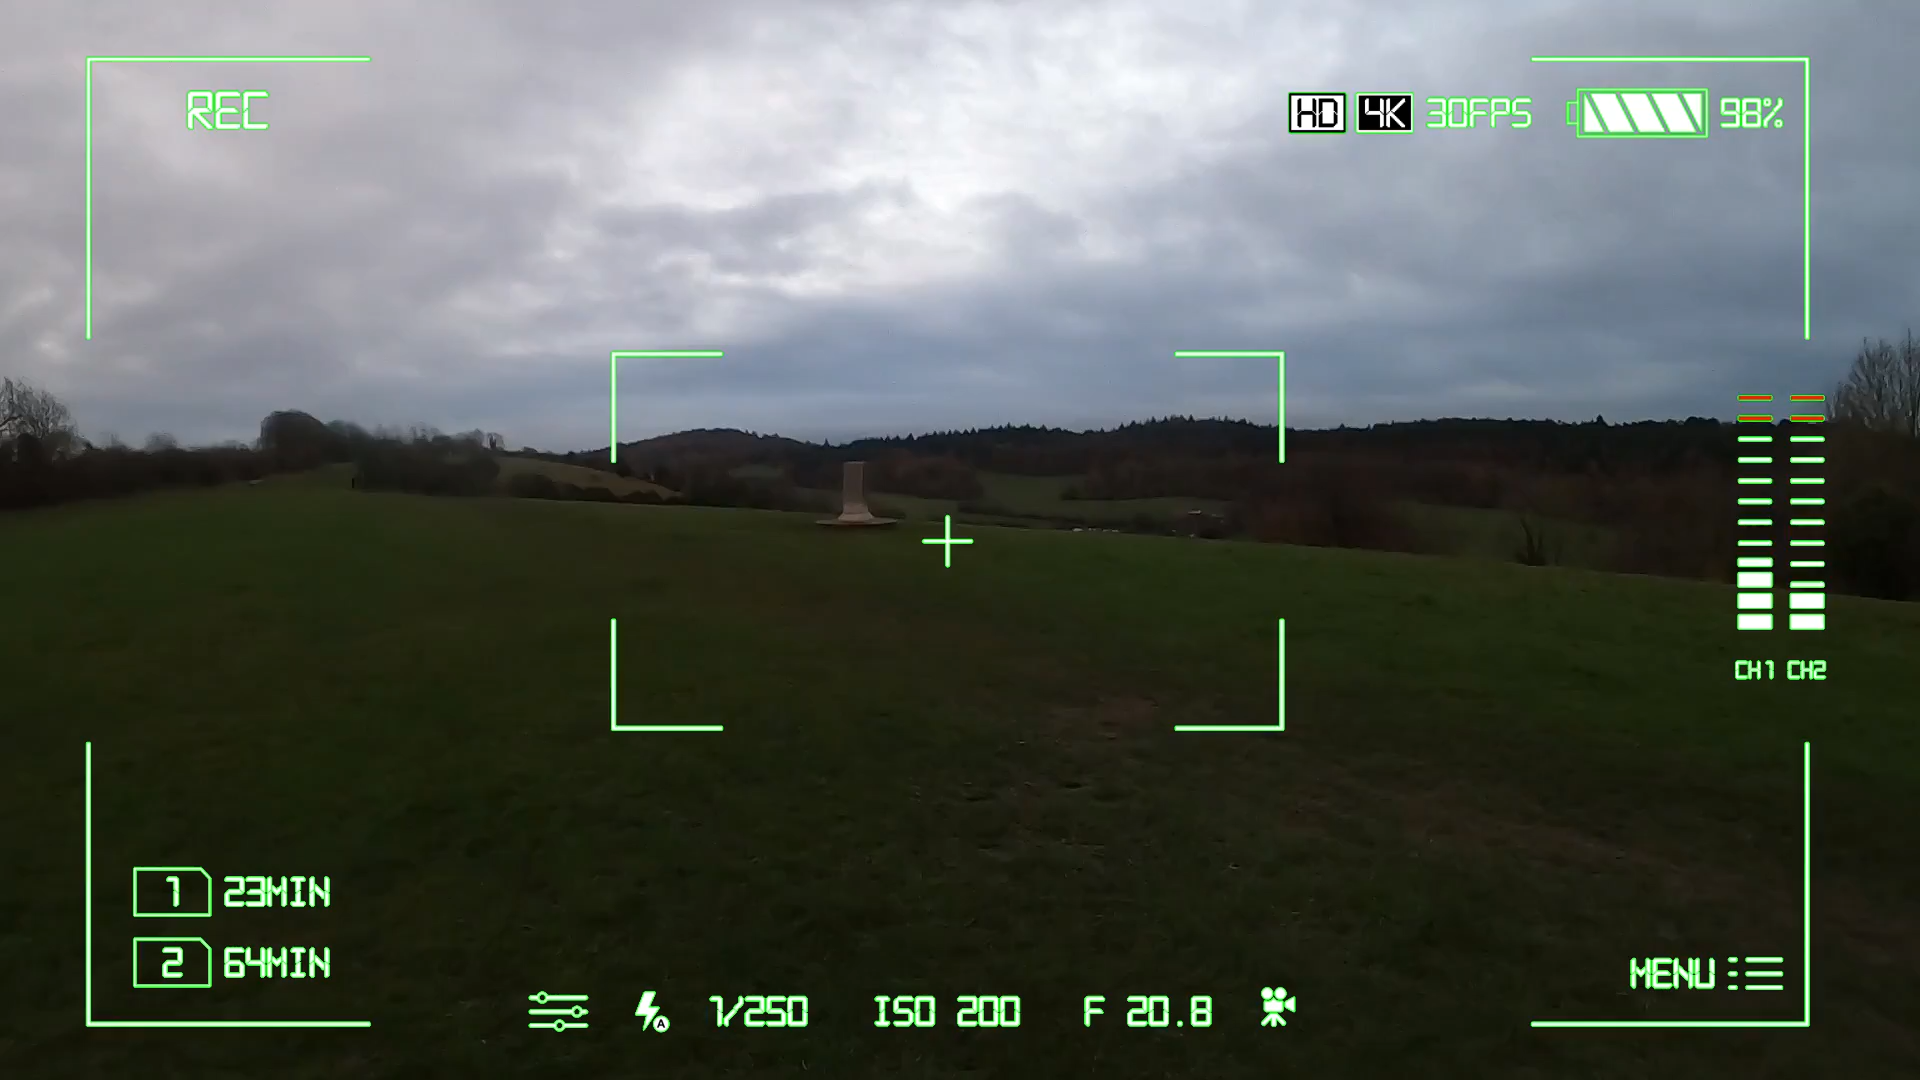 REC
HD 4K 30FPS 98%
CH1 CH2
1 23MIN
2 64MIN
MENU
A 1/250 ISO 200 F 20.8